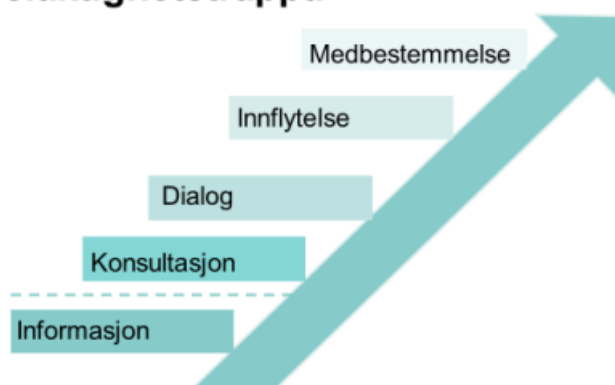 Medbestemmelse
Innflytelse
Dialog
Konsultasjon
Informasjon